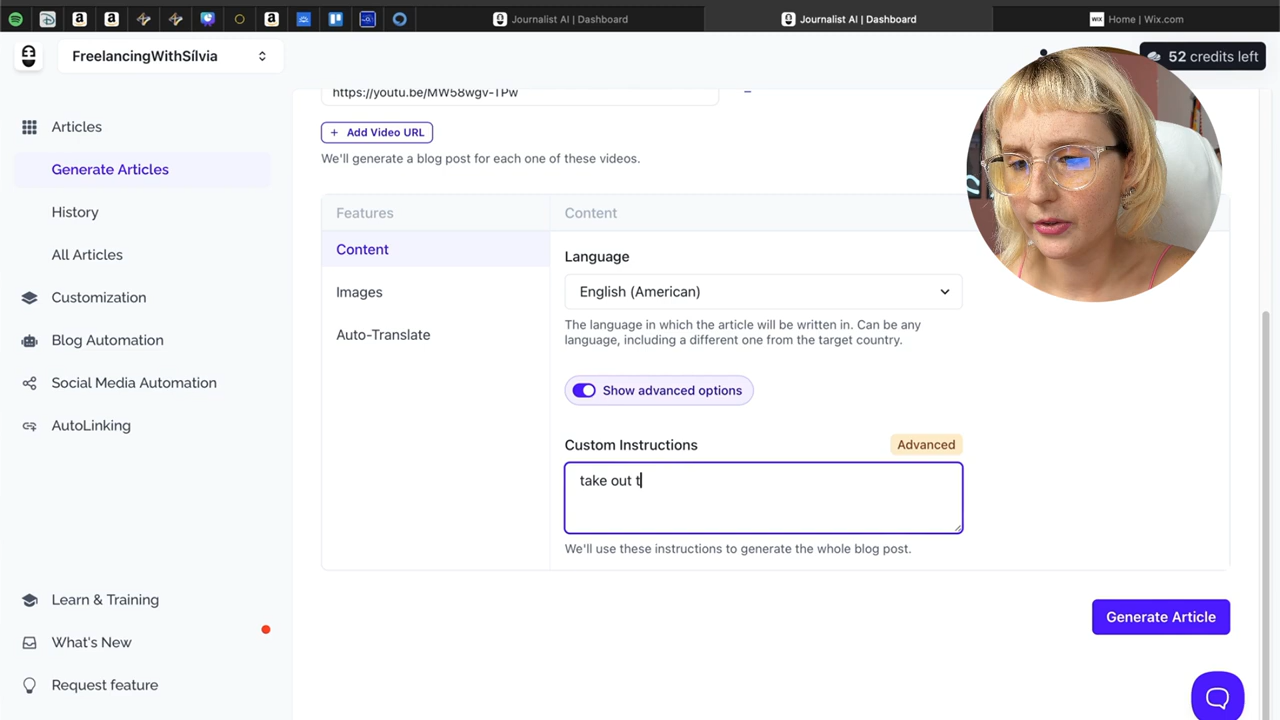 Journalist AI | Dashboard
Journalist AI | Dashboard
WIX Home | Wix.com
FreelancingWithSílvia
52 credits left
Articles
Generate Articles
History
All Articles
Customization
Blog Automation
Social Media Automation
AutoLinking
Learn & Training
What's New
Request feature
https://youtu.be/MW58wgv-TPw
+ Add Video URL
We'll generate a blog post for each one of these videos.
Features
Content
Images
Auto-Translate
Content
Language
English (American)
The language in which the article will be written in. Can be any
language, including a different one from the target country.
Show advanced options
Custom Instructions
Advanced
take out t
We'll use these instructions to generate the whole blog post.
Generate Article